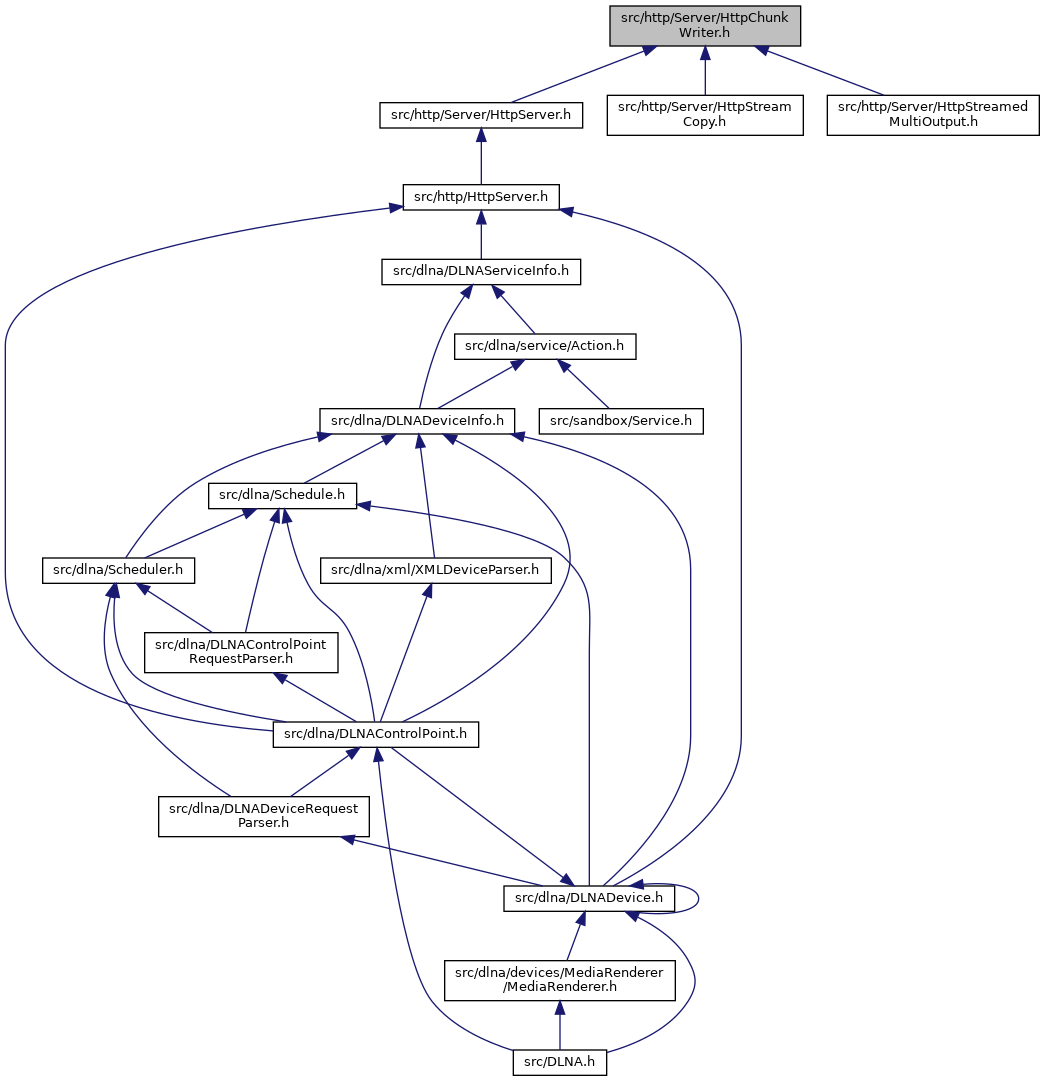 src/http/Server/HttpChunk
Writer.h
src/http/Server/HttpServer.h
src/http/Server/HttpStream
Copy.h
src/http/Server/HttpStreamed
MultiOutput.h
src/http/HttpServer.h
src/dlna/DLNAServiceInfo.h
src/dlna/service/Action.h
src/dlna/DLNADeviceInfo.h
src/sandbox/Service.h
src/dlna/Schedule.h
src/dlna/Scheduler.h
src/dlna/xml/XMLDeviceParser.h
src/dlna/DLNAControlPoint
RequestParser.h
src/dlna/DLNAControlPoint.h
src/dlna/DLNADeviceRequest
Parser.h
src/dlna/DLNADevice.h
src/dlna/devices/MediaRenderer
/MediaRenderer.h
src/DLNA.h